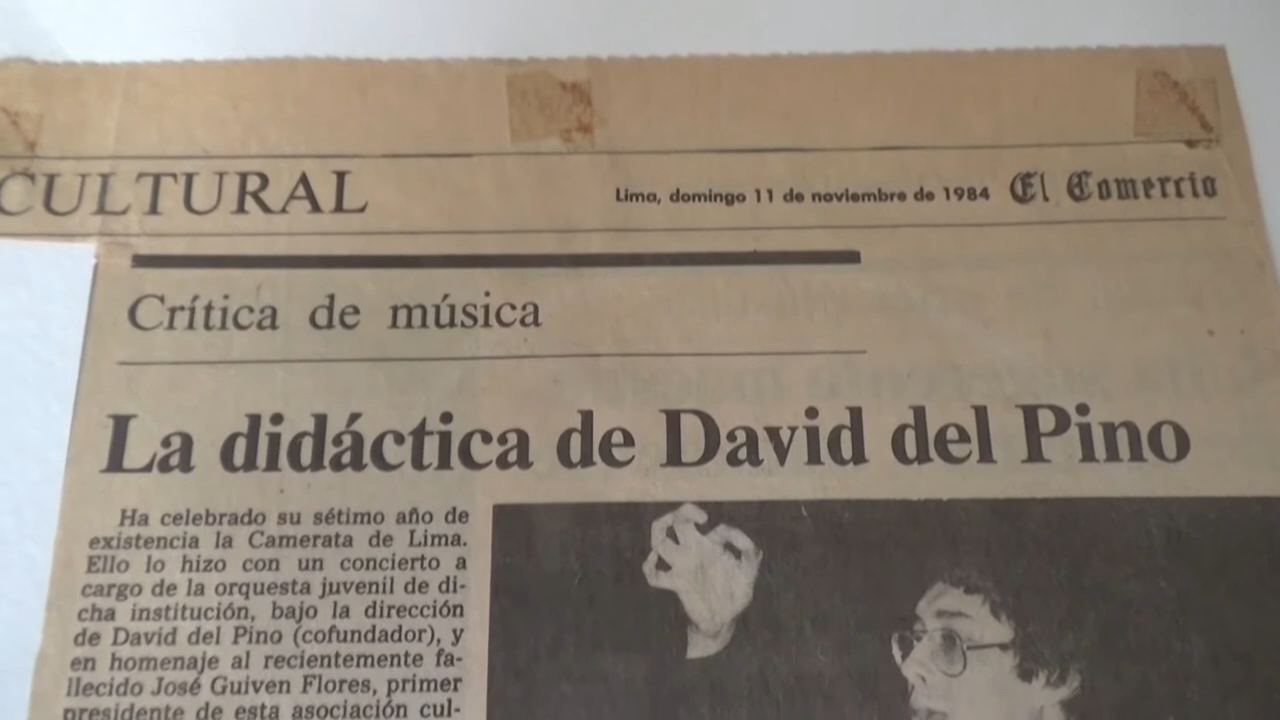 CULTURAL
Lima, domingo 11 de noviembre de 1984 El Comercio
Crítica de música
La didáctica de David del Pino
Ha celebrado su sétimo año de
existencia la Camerata de Lima.
Ello lo hizo con un concierto a
cargo de la orquesta juvenil de di-
cha institución, bajo la dirección
de David del Pino (cofundador), y
en homenaje al recientemente fa-
llecido José Guiven Flores, primer
presidente de esta asociación cul-